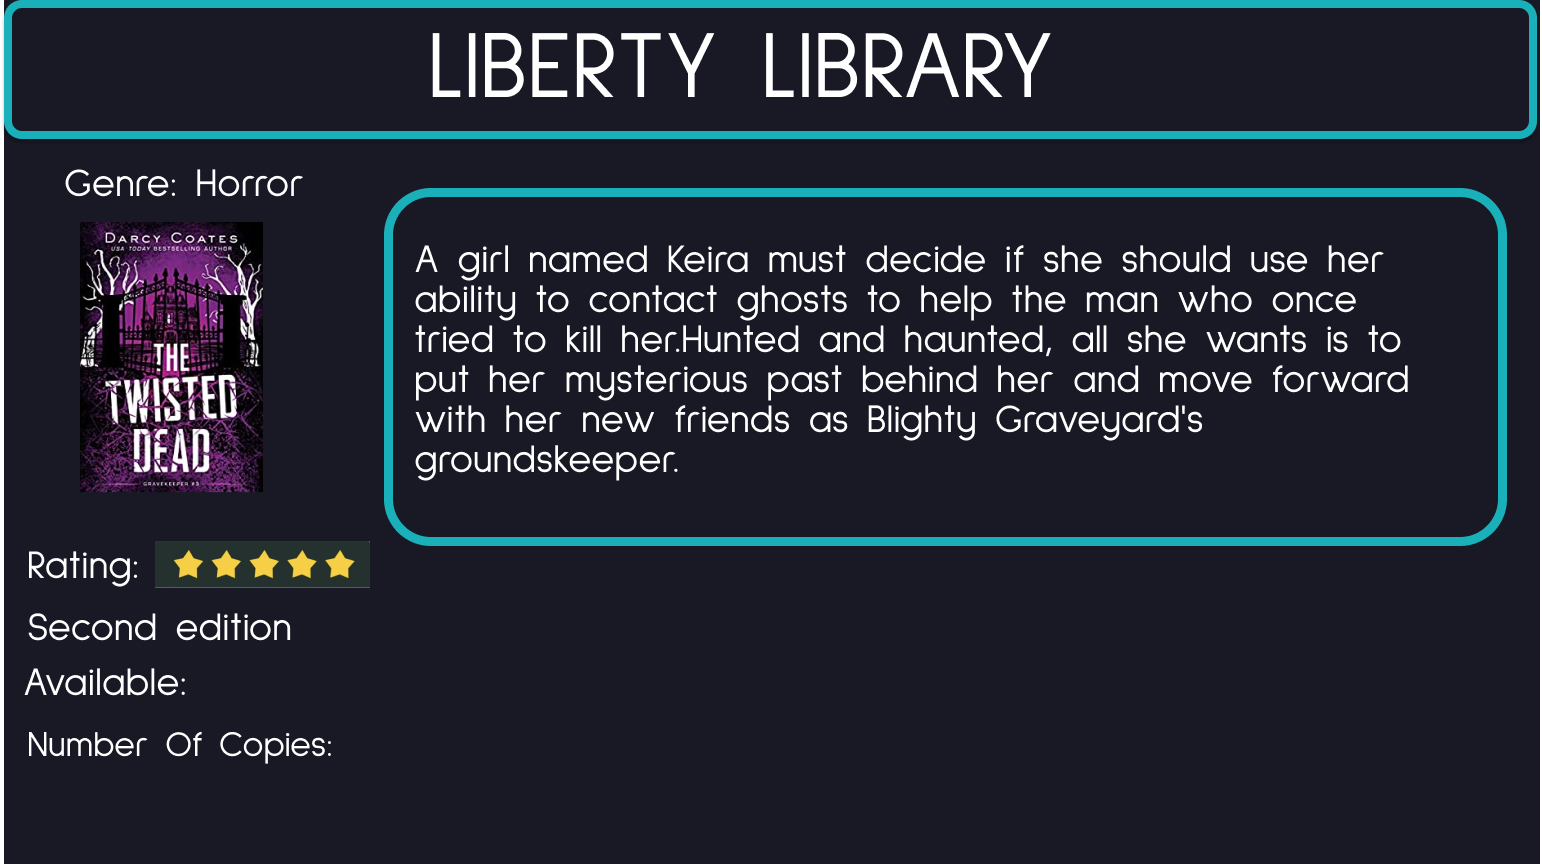 LIBERTY LIBRARY
Genre: Horror
DARCY COATES
USA TODAY BESTSELLING AUTHOR
THE
TWISTED
DEAD
GRAVEKEEPER #3
A girl named Keira must decide if she should use her
ability to contact ghosts to help the man who once
tried to kill her.Hunted and haunted, all she wants is to
put her mysterious past behind her and move forward
with her new friends as Blighty Graveyard's
groundskeeper.
Rating:
Second edition
Available:
Number Of Copies: